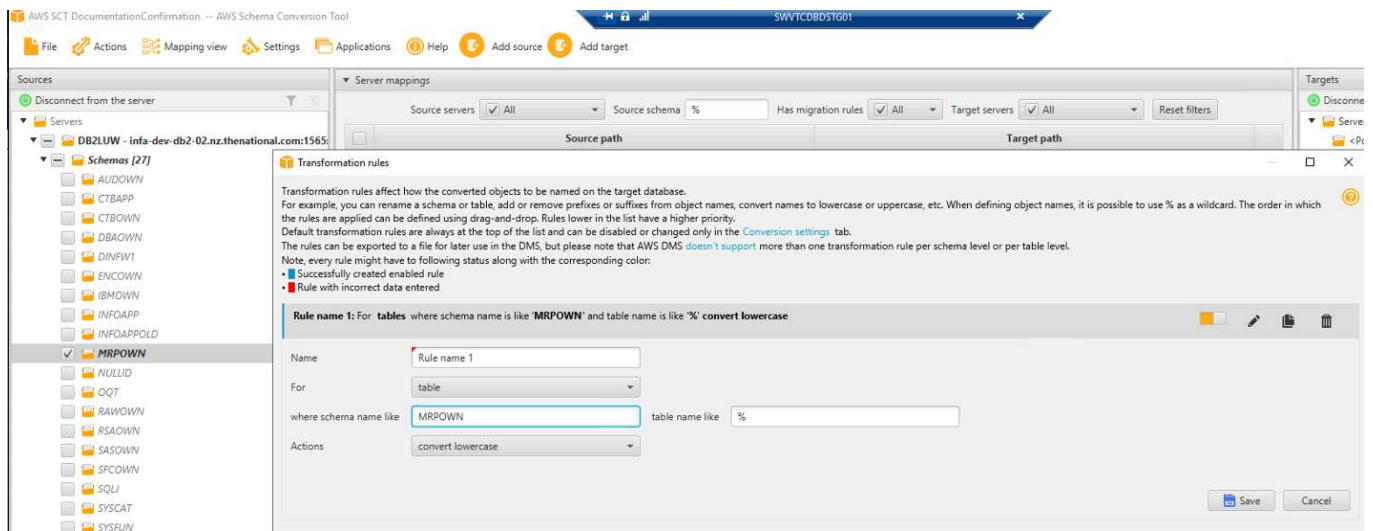 AWS SCT DocumentationConfirmation -- AWS Schema Conversion Tool
SWVTCDBDSTG01
File Actions Mapping view Settings Applications Help Add source Add target
Sources
Disconnect from the server
Servers
DB2LUW - infa-dev-db2-02.nz.thenational.com:1565:
Schemas [27]
AUDOWN
CTBAPP
CTBOWN
DBAOWN
DINFW1
ENCOWN
IBMOWN
INFOAPP
INFOAPPOLD
MRPOWN
NULLID
OQT
RAWOWN
RSAOWN
SASOWN
SFCOWN
SQLJ
SYSCAT
SYSFUN
Server mappings
Source servers All Source schema % Has migration rules All Target servers All Reset filters
Source path Target path
Targets
Disconne
Serve
<Po
Transformation rules
Transformation rules affect how the converted objects to be named on the target database.
For example, you can rename a schema or table, add or remove prefixes or suffixes from object names, convert names to lowercase or uppercase, etc. When defining object names, it is possible to use % as a wildcard. The order in which
the rules are applied can be defined using drag-and-drop. Rules lower in the list have a higher priority.
Default transformation rules are always at the top of the list and can be disabled or changed only in the Conversion settings tab.
The rules can be exported to a file for later use in the DMS, but please note that AWS DMS doesn't support more than one transformation rule per schema level or per table level.
Note, every rule might have to following status along with the corresponding color:
• Successfully created enabled rule
• Rule with incorrect data entered
Rule name 1: For tables where schema name is like 'MRPOWN' and table name is like '%' convert lowercase
Name Rule name 1
For table
where schema name like MRPOWN table name like %
Actions convert lowercase
Save Cancel